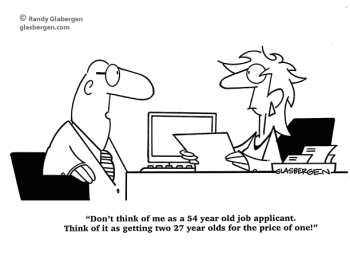 © Randy Glabergen
glasbergen.com
GLASBERGEN
“Don't think of me as a 54 year old job applicant.
Think of it as getting two 27 year olds for the price of one!”